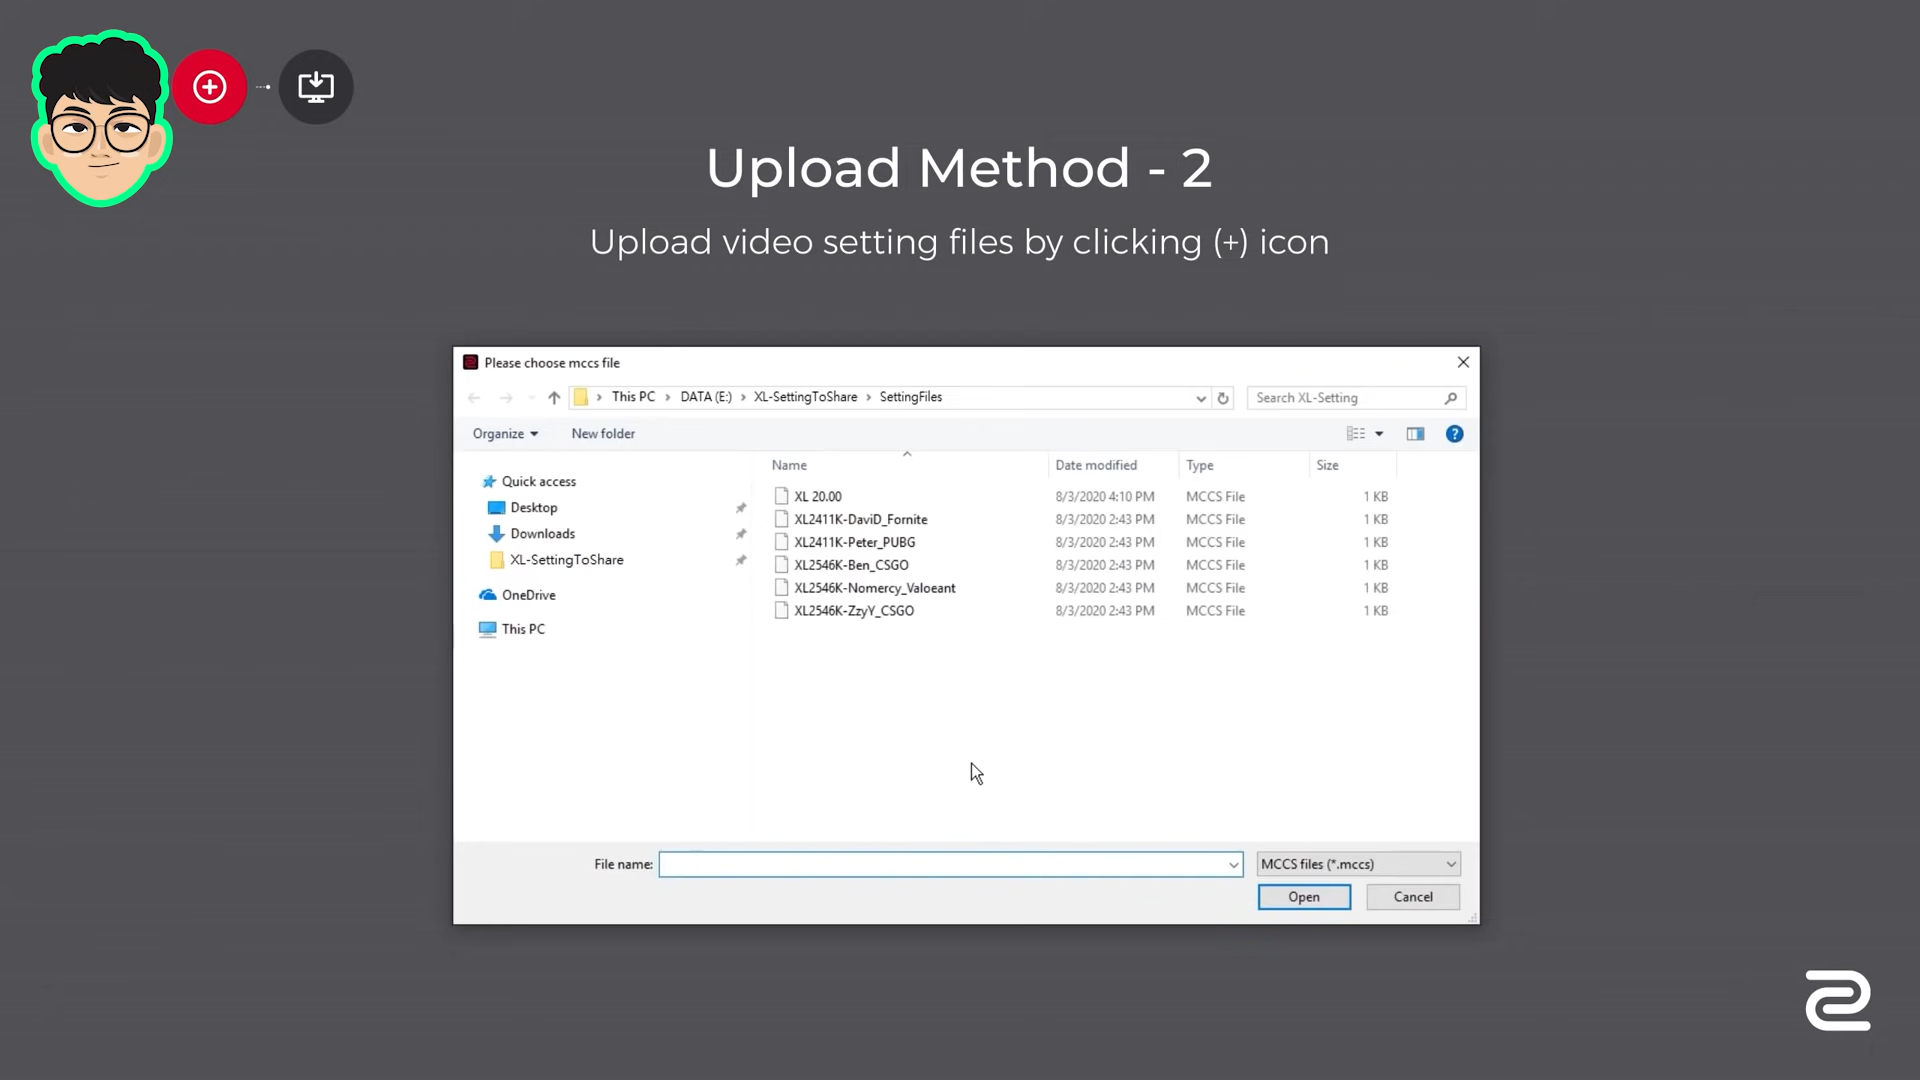 Upload Method - 2
Upload video setting files by clicking (+) icon
Please choose mccs file
This PC > DATA (E:) > XL-SettingToShare > SettingFiles
Search XL-Setting
Organize
New folder
Name Date modified Type Size
Quick access
Desktop
Downloads
XL-SettingToShare
OneDrive
This PC
XL 20.00 8/3/2020 4:10 PM MCCS File 1 KB
XL2411K-DaviD_Fornite 8/3/2020 2:43 PM MCCS File 1 KB
XL2411K-Peter_PUBG 8/3/2020 2:43 PM MCCS File 1 KB
XL2546K-Ben_CSGO 8/3/2020 2:43 PM MCCS File 1 KB
XL2546K-Nomercy_Valoeant 8/3/2020 2:43 PM MCCS File 1 KB
XL2546K-ZzyY_CSGO 8/3/2020 2:43 PM MCCS File 1 KB
File name:
MCCS files (*.mccs)
Open
Cancel